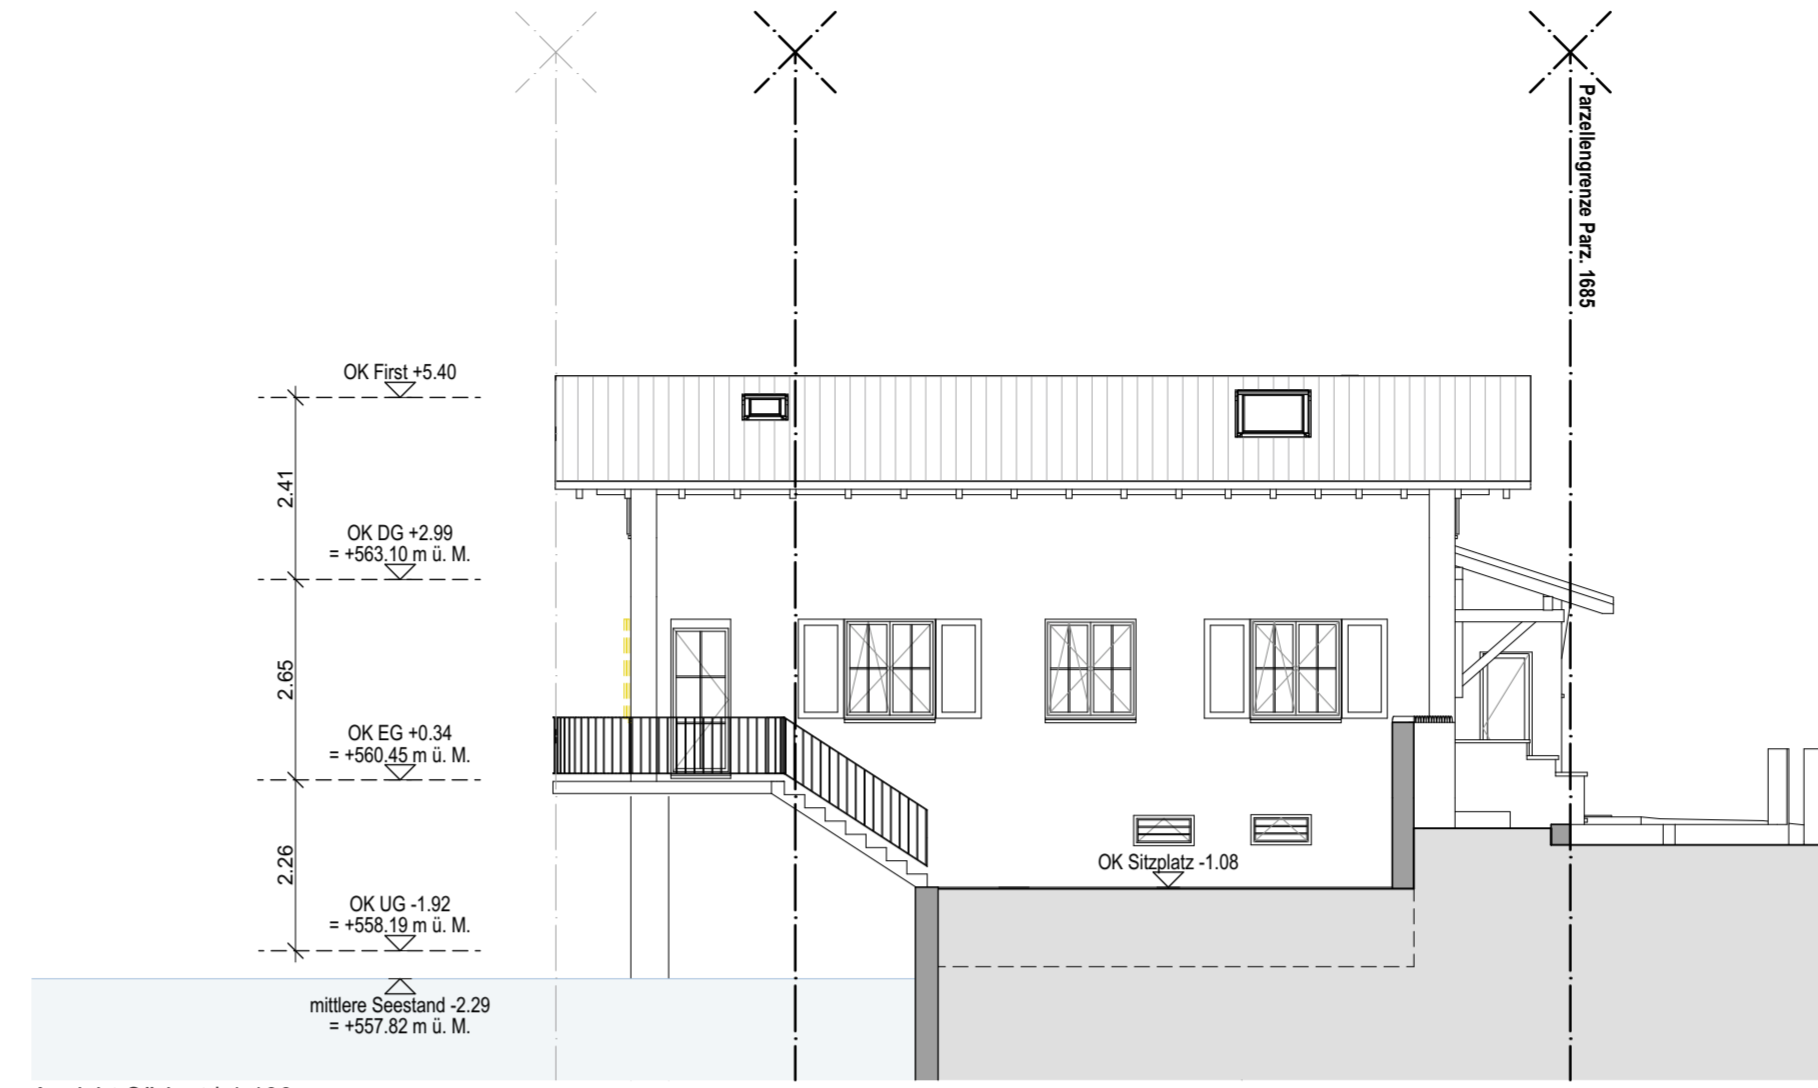 Parzellengrenze Parz. 1685
OK First +5.40
2.41
OK DG +2.99
= +563.10 m ü. M.
2.65
OK EG +0.34
= +560.45 m ü. M.
2.26
OK Sitzplatz -1.08
OK UG -1.92
= +558.19 m ü. M.
mittlere Seestand -2.29
= +557.82 m ü. M.